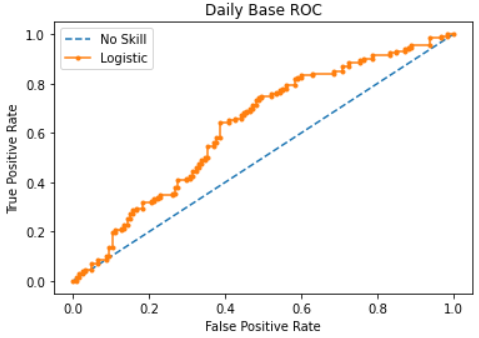 Daily Base ROC
1.0
0.8
0.6
0.4
0.2
0.0
True Positive Rate
No Skill
Logistic
0.0 0.2 0.4 0.6 0.8 1.0
False Positive Rate